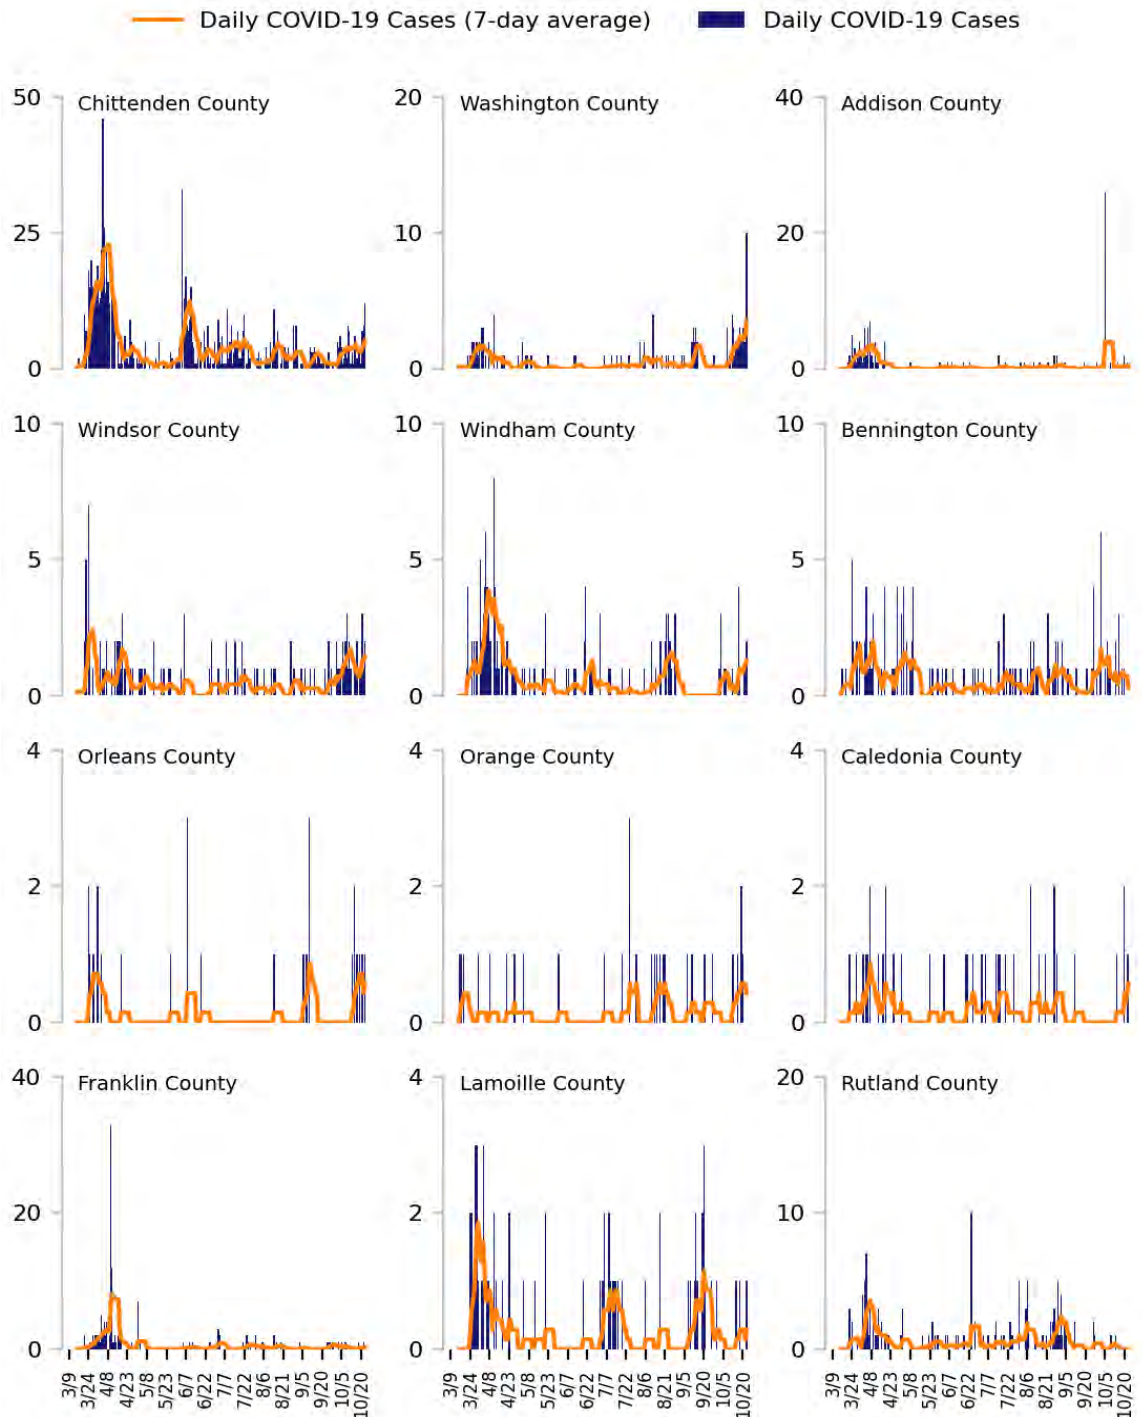 Daily COVID-19 Cases (7-day average) Daily COVID-19 Cases
50 Chittenden County 20 Washington County 40 Addison County
30
25 10 20
10
0 0 0
10 Windsor County 10 Windham County 10 Bennington County
5 5 5
0 0 0
4 Orleans County 4 Orange County 4 Caledonia County
2 2 2
0 0 0
40 Franklin County 4 Lamoille County 20 Rutland County
20 2 10
0 0 0
3/9 3/24 4/8 4/23 5/8 5/23 6/7 6/22 7/7 7/22 8/6 8/21 9/5 9/20 10/5 10/20 3/9 3/24 4/8 4/23 5/8 5/23 6/7 6/22 7/7 7/22 8/6 8/21 9/5 9/20 10/5 10/20 3/9 3/24 4/8 4/23 5/8 5/23 6/7 6/22 7/7 7/22 8/6 8/21 9/5 9/20 10/5 10/20